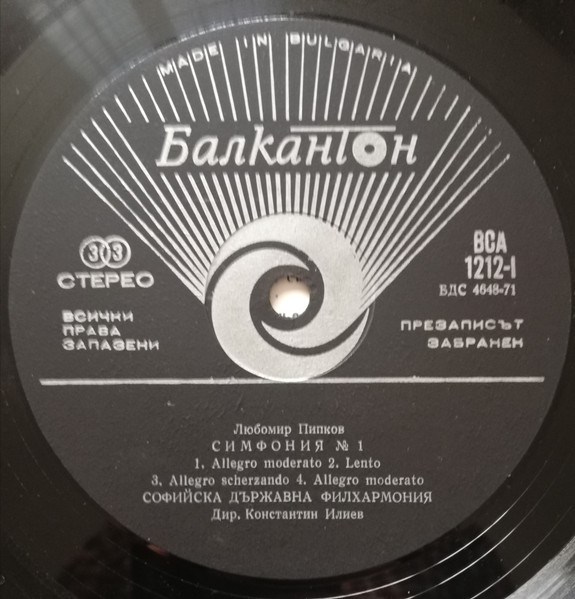 MADE IN BULGARIA
Балкантон
33
СТЕРЕО
ВСИЧКИ
ПРАВА
ЗАПАЗЕНИ
ВСА
1212-I
БДС 4648-71
ПРЕЗАПИСЪТ
ЗАБРАНЕН
Любомир Пипков
СИМФОНИЯ № 1
1. Allegro moderato 2. Lento
3. Allegro scherzando 4. Allegro moderato
СОФИЙСКА ДЪРЖАВНА ФИЛХАРМОНИЯ
Дир. Константин Илиев